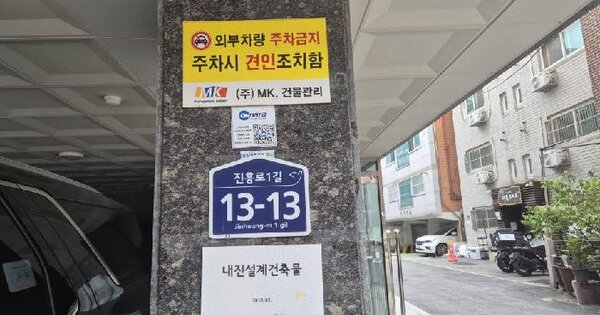 외부차량 주차금지
주차시 견인조치함
MK
(주) MK. 건물관리
진흥로1길
13-13
Jinheung-ro 1-gil
내진설계건축물